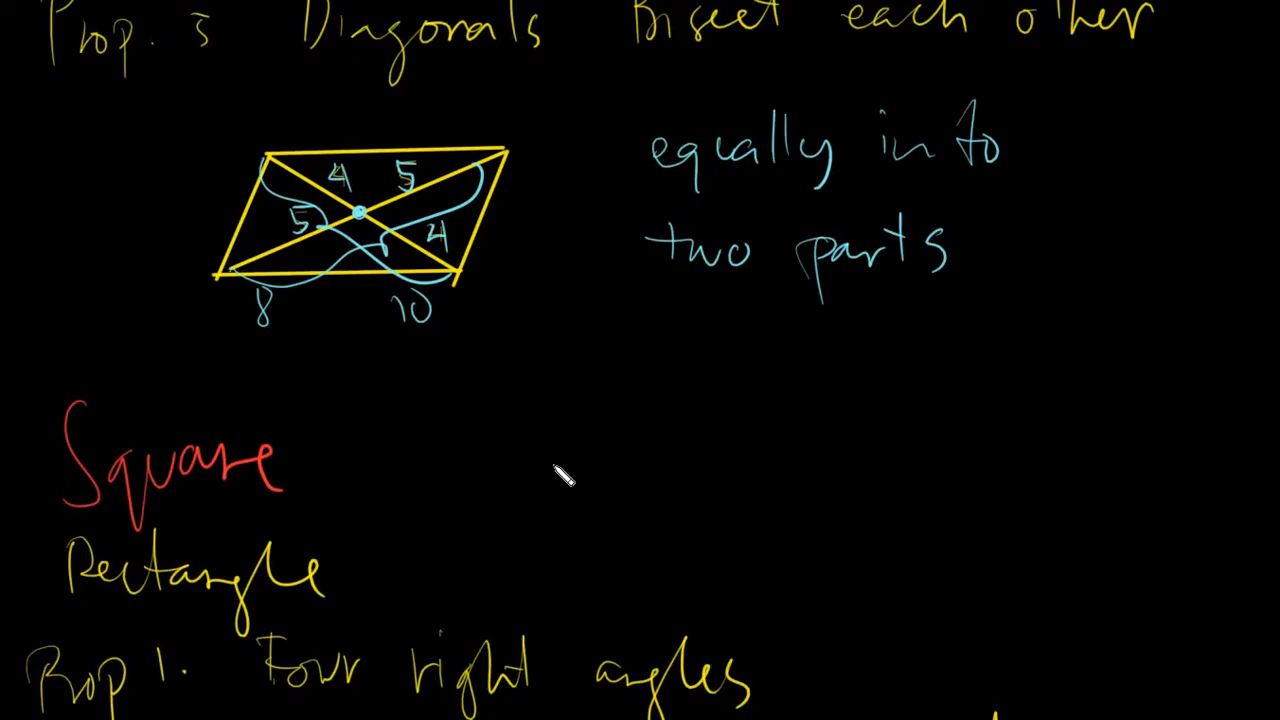 Prop. 3 Diagonals Bisect each other
equally into
two parts
4 5
5 4
8 10
Square
Rectangle
Prop 1. Four right angles